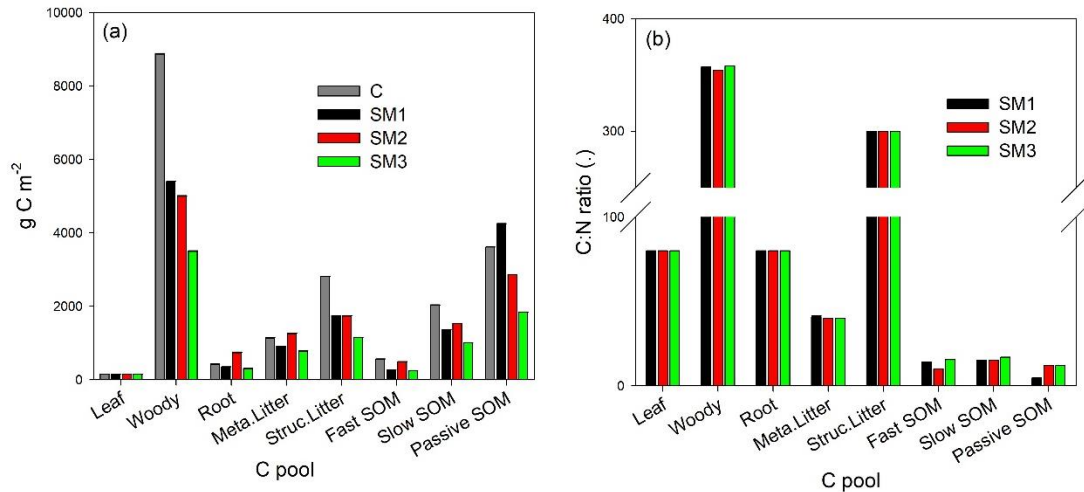 (a)
10000
8000
6000
4000
2000
0
g C m⁻²
C
SM1
SM2
SM3
Leaf
Woody
Root
Meta.Litter
Struc.Litter
Fast SOM
Slow SOM
Passive SOM
C pool
(b)
400
300
100
0
C:N ratio (.)
SM1
SM2
SM3
Leaf
Woody
Root
Meta.Litter
Struc.Litter
Fast SOM
Slow SOM
Passive SOM
C pool